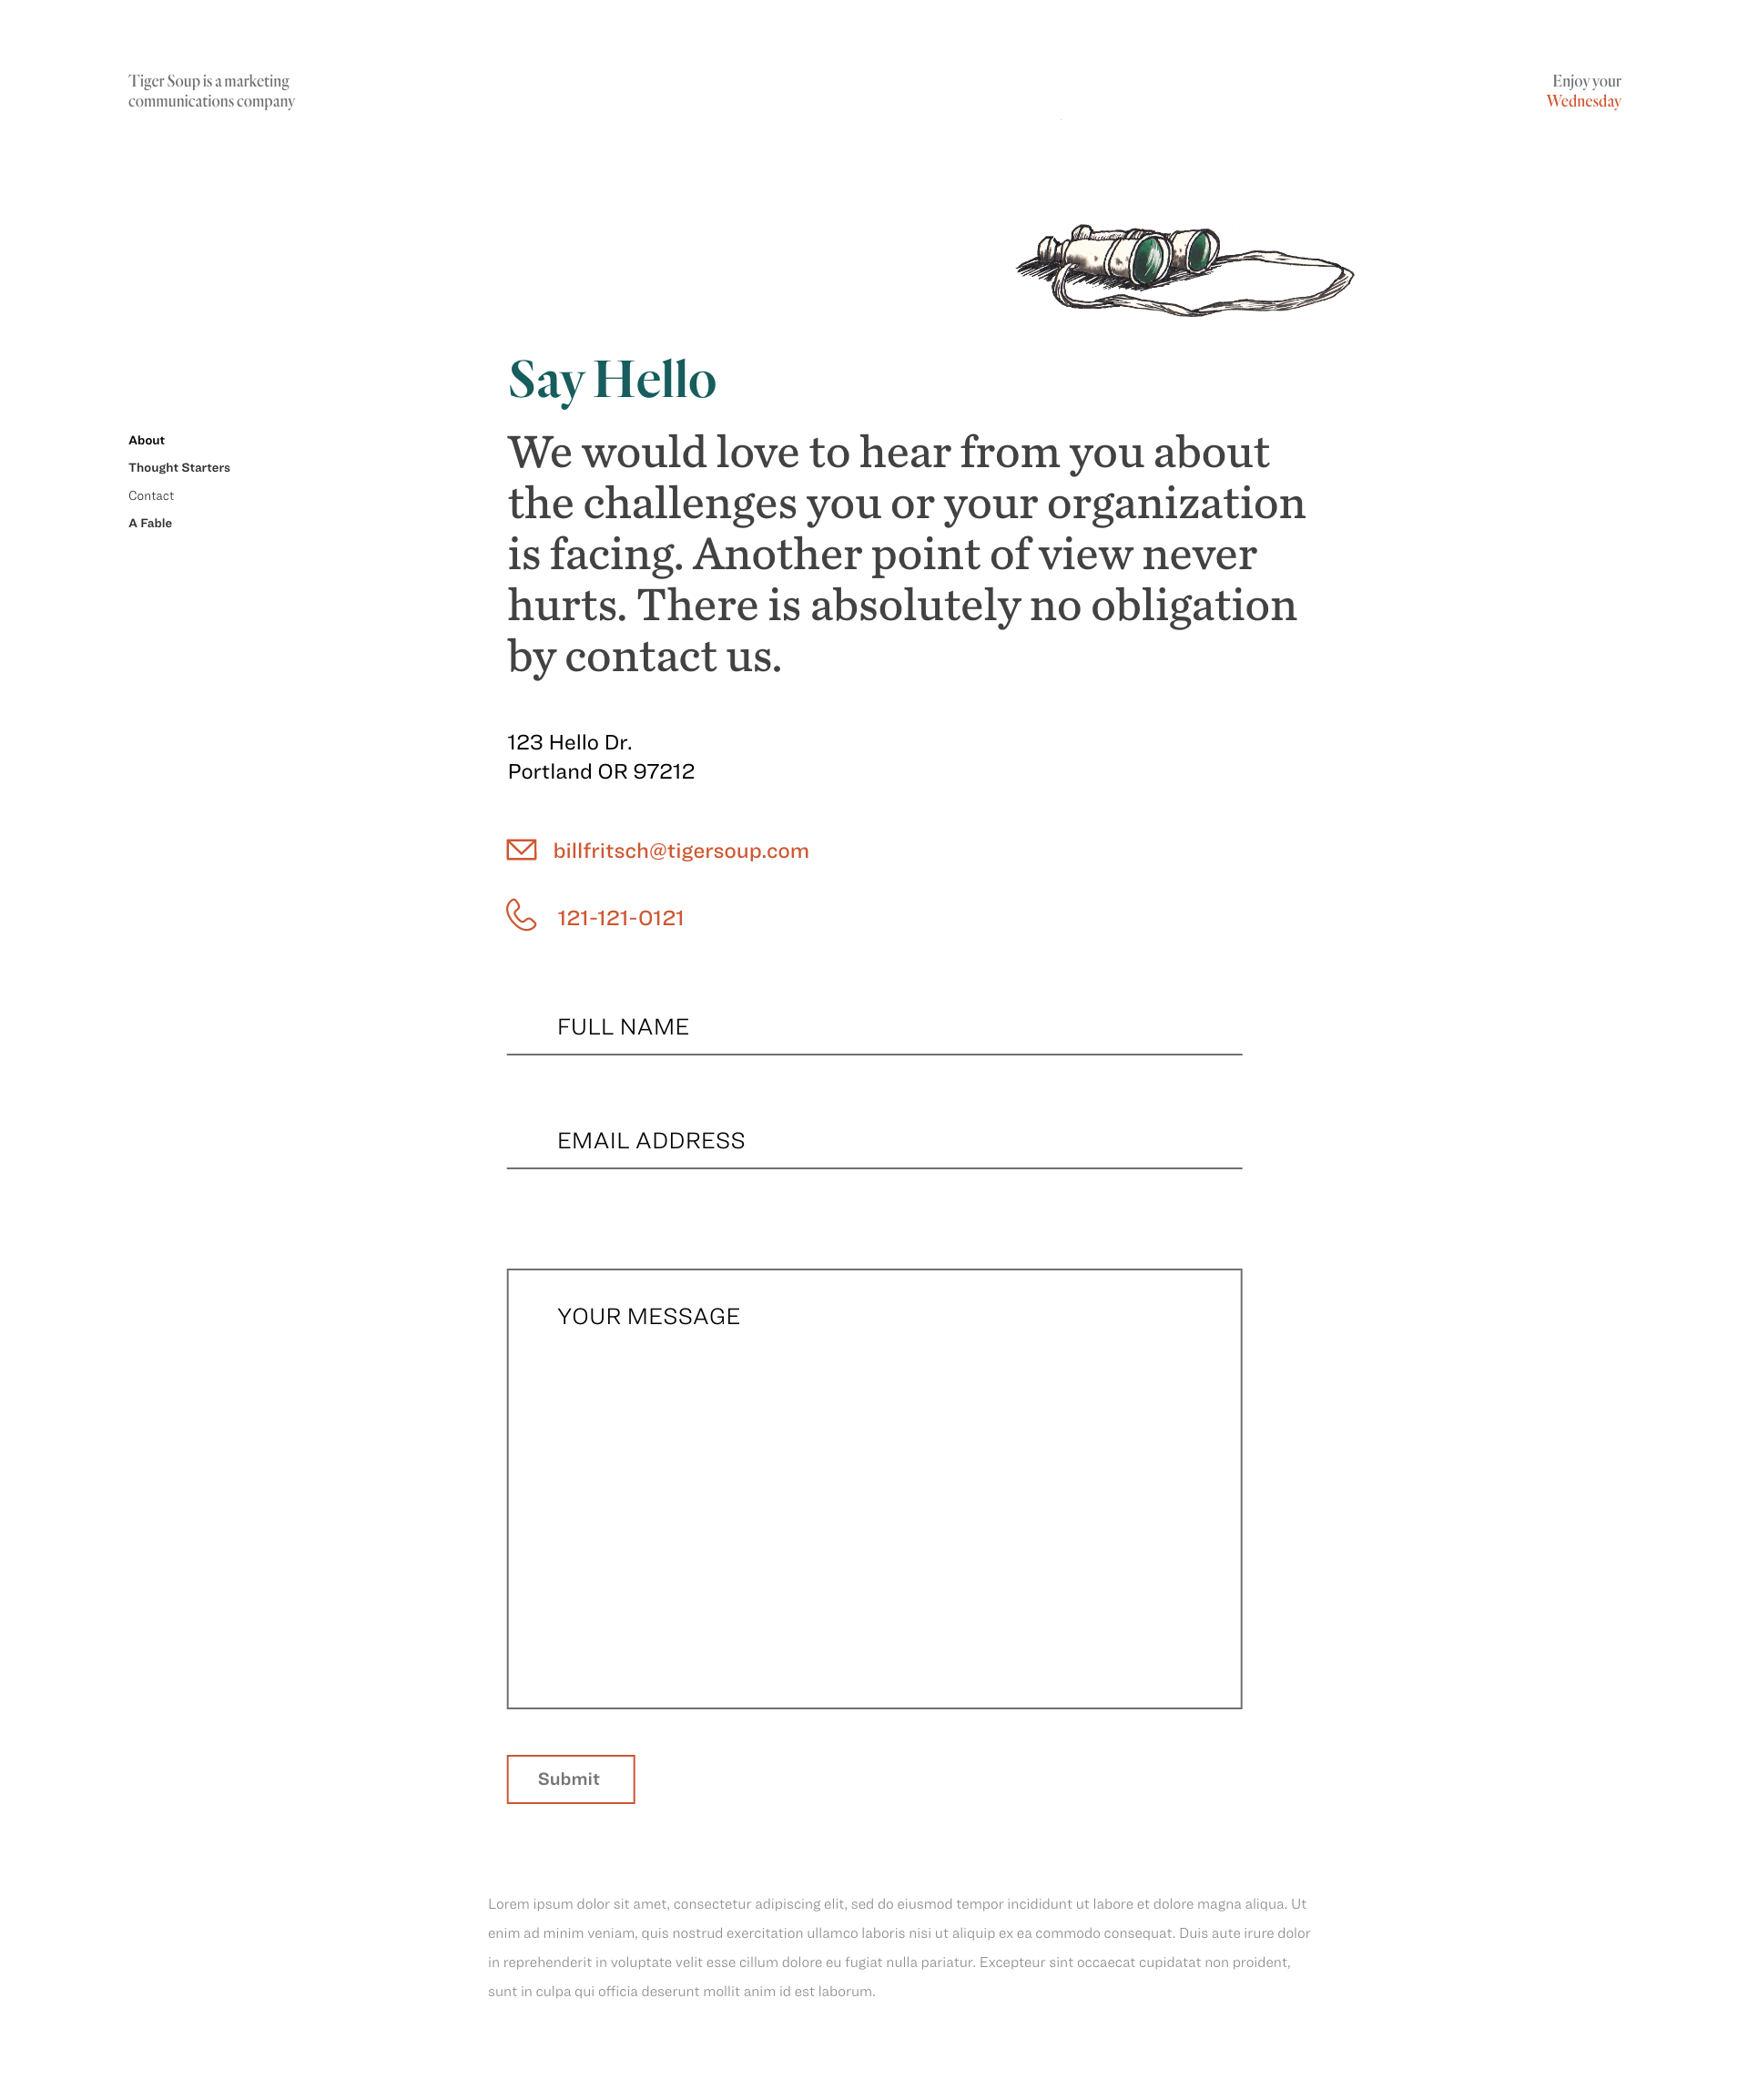 Tiger Soup is a marketing
communications company
Enjoy your
Wednesday
Say Hello
About
Thought Starters
Contact
A Fable
We would love to hear from you about
the challenges you or your organization
is facing. Another point of view never
hurts. There is absolutely no obligation
by contact us.
123 Hello Dr.
Portland OR 97212
billfritsch@tigersoup.com
121-121-0121
FULL NAME
EMAIL ADDRESS
YOUR MESSAGE
Submit
Lorem ipsum dolor sit amet, consectetur adipiscing elit, sed do eiusmod tempor incididunt ut labore et dolore magna aliqua. Ut
enim ad minim veniam, quis nostrud exercitation ullamco laboris nisi ut aliquip ex ea commodo consequat. Duis aute irure dolor
in reprehenderit in voluptate velit esse cillum dolore eu fugiat nulla pariatur. Excepteur sint occaecat cupidatat non proident,
sunt in culpa qui officia deserunt mollit anim id est laborum.